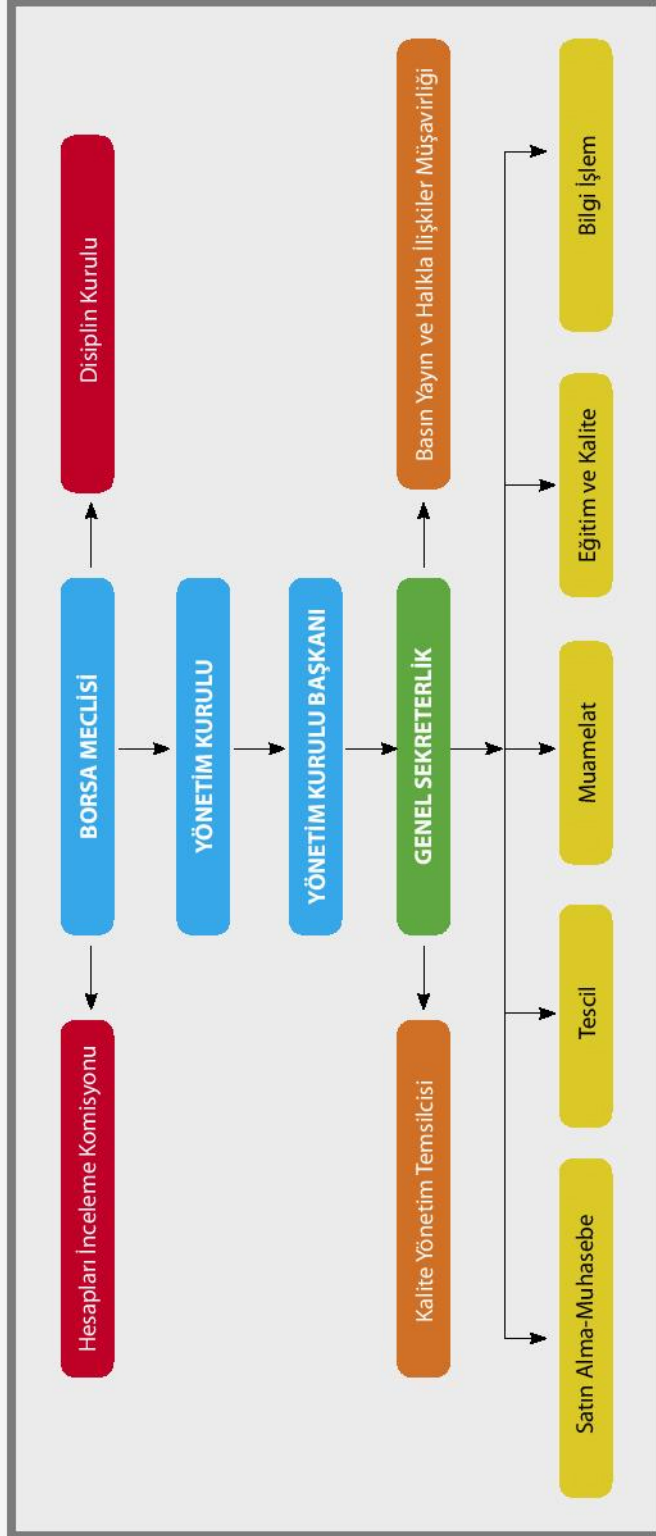 Hesapları İnceleme Komisyonu
BORSA MECLİSİ
Disiplin Kurulu
YÖNETİM KURULU
YÖNETİM KURULU BAŞKANI
Kalite Yönetim Temsilcisi
GENEL SEKRETERLİK
Basın Yayın ve Halkla İlişkiler Müşavirliği
Satın Alma-Muhasebe
Tescil
Muamelat
Eğitim ve Kalite
Bilgi İşlem